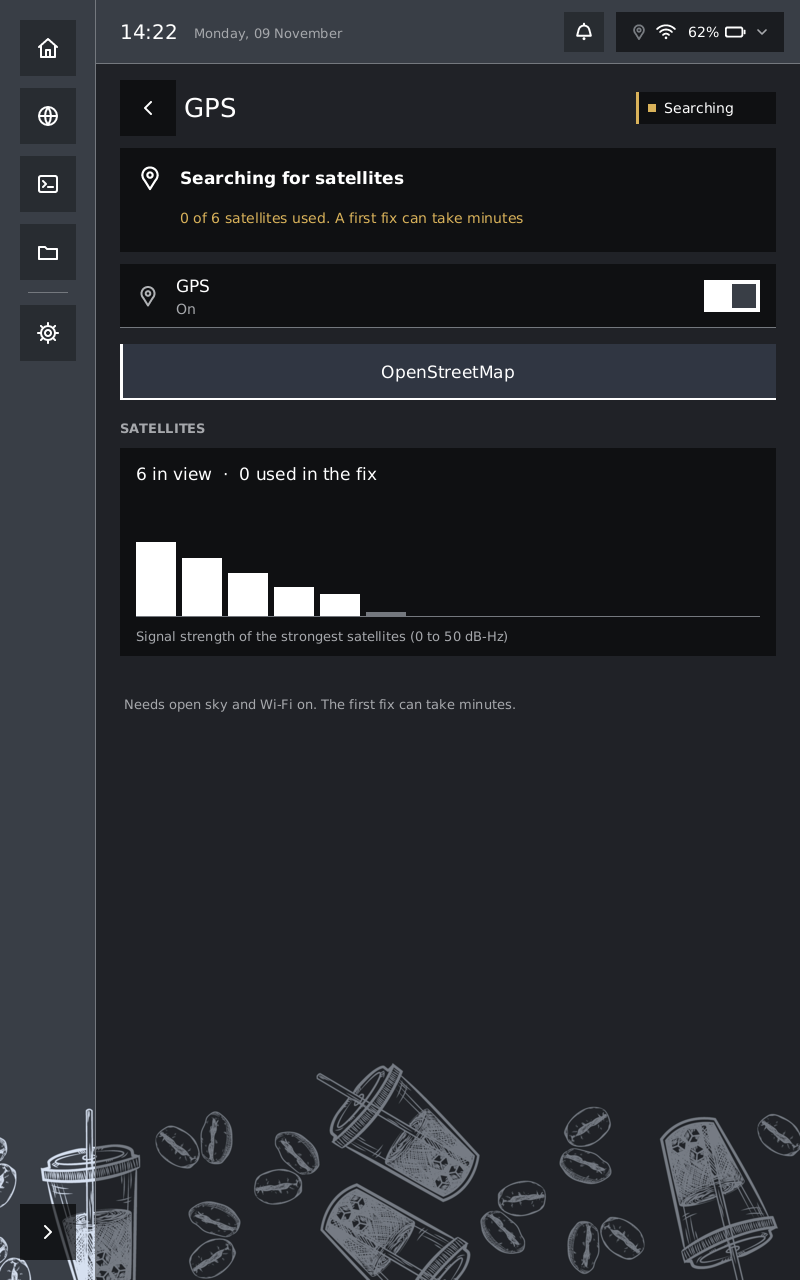 14:22 Monday, 09 November 62%
GPS Searching
Searching for satellites
0 of 6 satellites used. A first fix can take minutes
GPS
On
OpenStreetMap
SATELLITES
6 in view · 0 used in the fix
Signal strength of the strongest satellites (0 to 50 dB-Hz)
Needs open sky and Wi-Fi on. The first fix can take minutes.